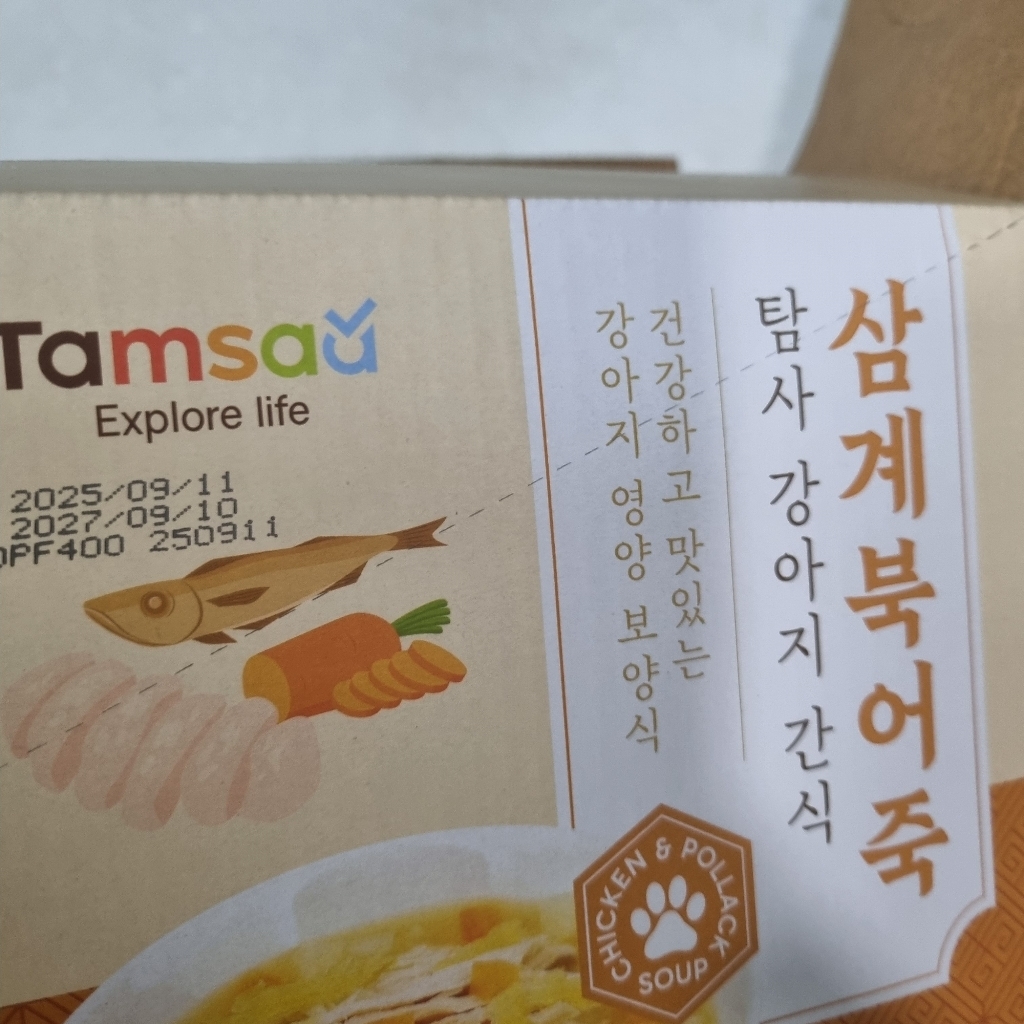 Tamsaa
Explore life
2025/09/11
2027/09/10
PF400 250911
삼계북어죽
탐사 강아지 간식
건강하고 맛있는
강아지 영양 보양식
CHICKEN & POLLACK
SOUP